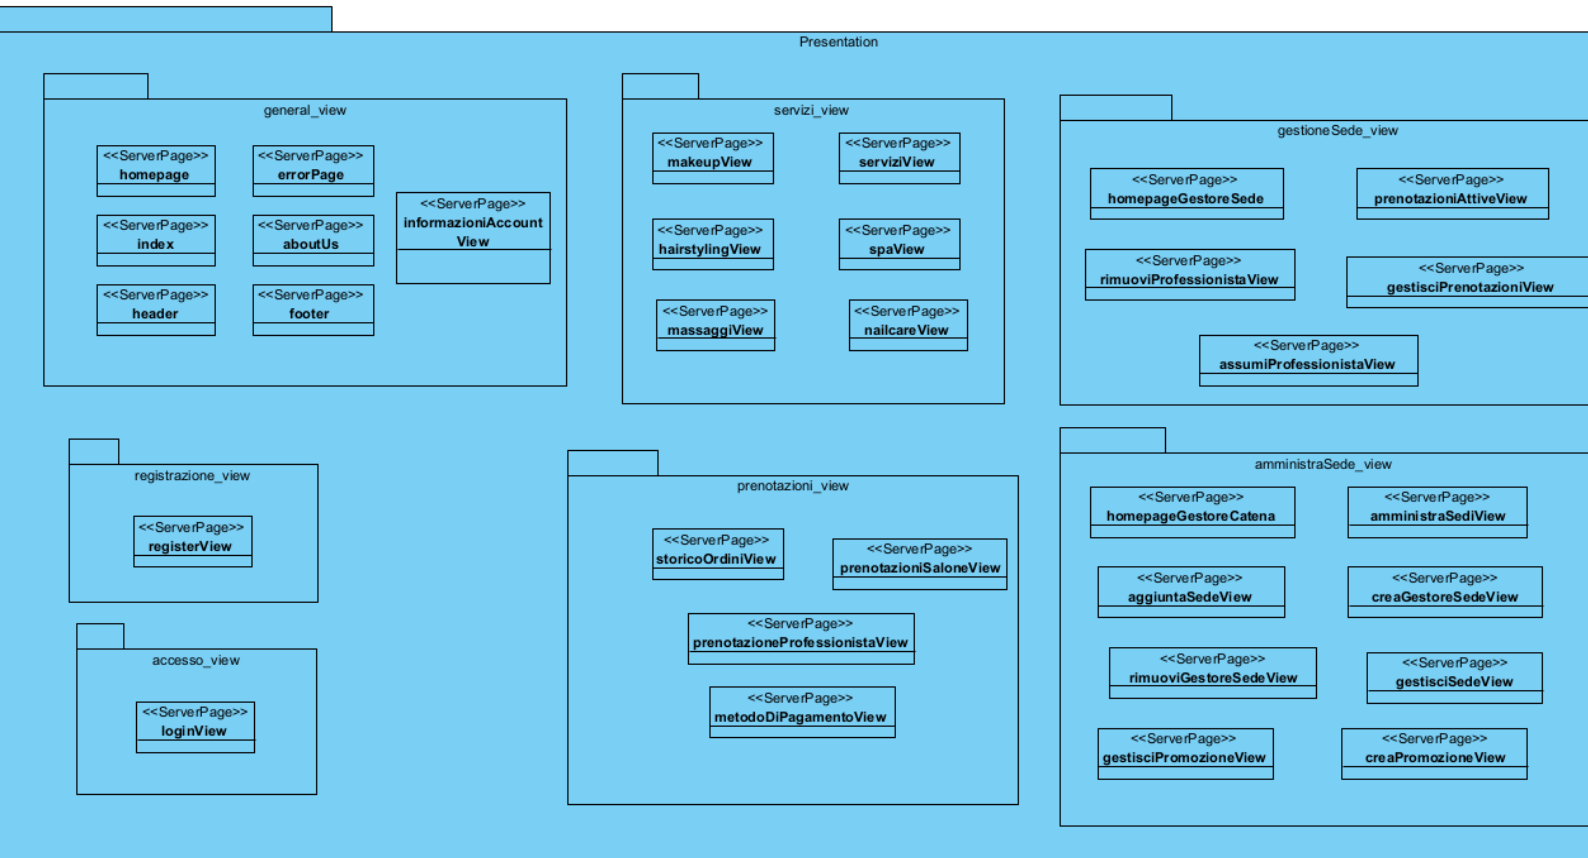 Presentation
general_view
<<ServerPage>>
homepage
<<ServerPage>>
errorPage
<<ServerPage>>
informazioniAccount
View
<<ServerPage>>
index
<<ServerPage>>
aboutUs
<<ServerPage>>
header
<<ServerPage>>
footer
servizi_view
<<ServerPage>>
makeupView
<<ServerPage>>
serviziView
<<ServerPage>>
hairstylingView
<<ServerPage>>
spaView
<<ServerPage>>
massaggiView
<<ServerPage>>
nailcareView
gestioneSede_view
<<ServerPage>>
homepageGestoreSede
<<ServerPage>>
prenotazioniAttiveView
<<ServerPage>>
rimuoviProfessionistaView
<<ServerPage>>
gestisciPrenotazioniView
<<ServerPage>>
assumiProfessionistaView
registrazione_view
<<ServerPage>>
registerView
accesso_view
<<ServerPage>>
loginView
prenotazioni_view
<<ServerPage>>
storicoOrdiniView
<<ServerPage>>
prenotazioniSaloneView
<<ServerPage>>
prenotazioneProfessionistaView
<<ServerPage>>
metodoDiPagamentoView
amministraSede_view
<<ServerPage>>
homepageGestoreCatena
<<ServerPage>>
amministraSediView
<<ServerPage>>
aggiuntaSedeView
<<ServerPage>>
creaGestoreSedeView
<<ServerPage>>
rimuoviGestoreSedeView
<<ServerPage>>
gestisciSedeView
<<ServerPage>>
gestisciPromozioneView
<<ServerPage>>
creaPromozioneView